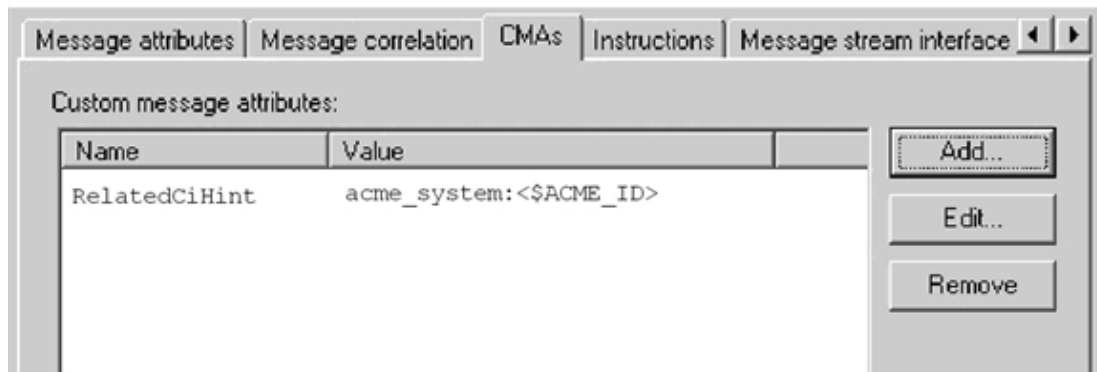 Message attributes Message correlation CMAs Instructions Message stream interface
Custom message attributes:
Name Value
Add...
RelatedCiHint acme_system:<$ACME_ID>
Edit...
Remove